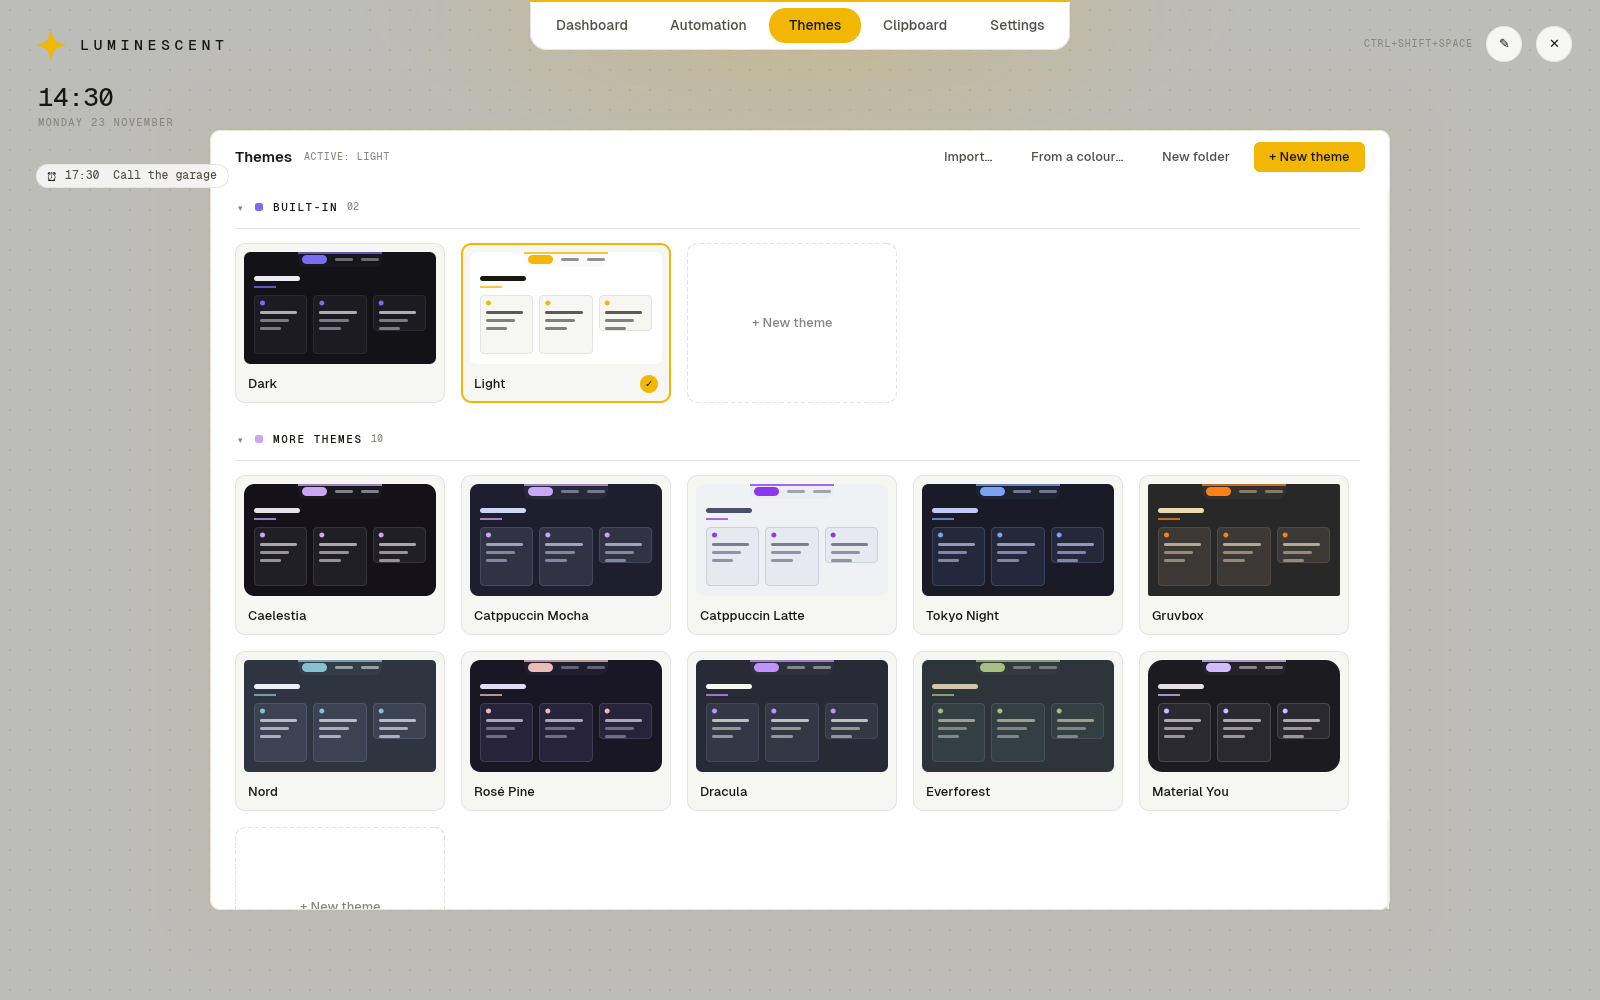 LUMINESCENT
Dashboard Automation Themes Clipboard Settings
CTRL+SHIFT+SPACE
14:30
MONDAY 23 NOVEMBER
17:30 Call the garage
Themes ACTIVE: LIGHT
Import… From a colour… New folder + New theme
BUILT-IN 02
Dark
Light
+ New theme
MORE THEMES 10
Caelestia
Catppuccin Mocha
Catppuccin Latte
Tokyo Night
Gruvbox
Nord
Rosé Pine
Dracula
Everforest
Material You
+ New theme